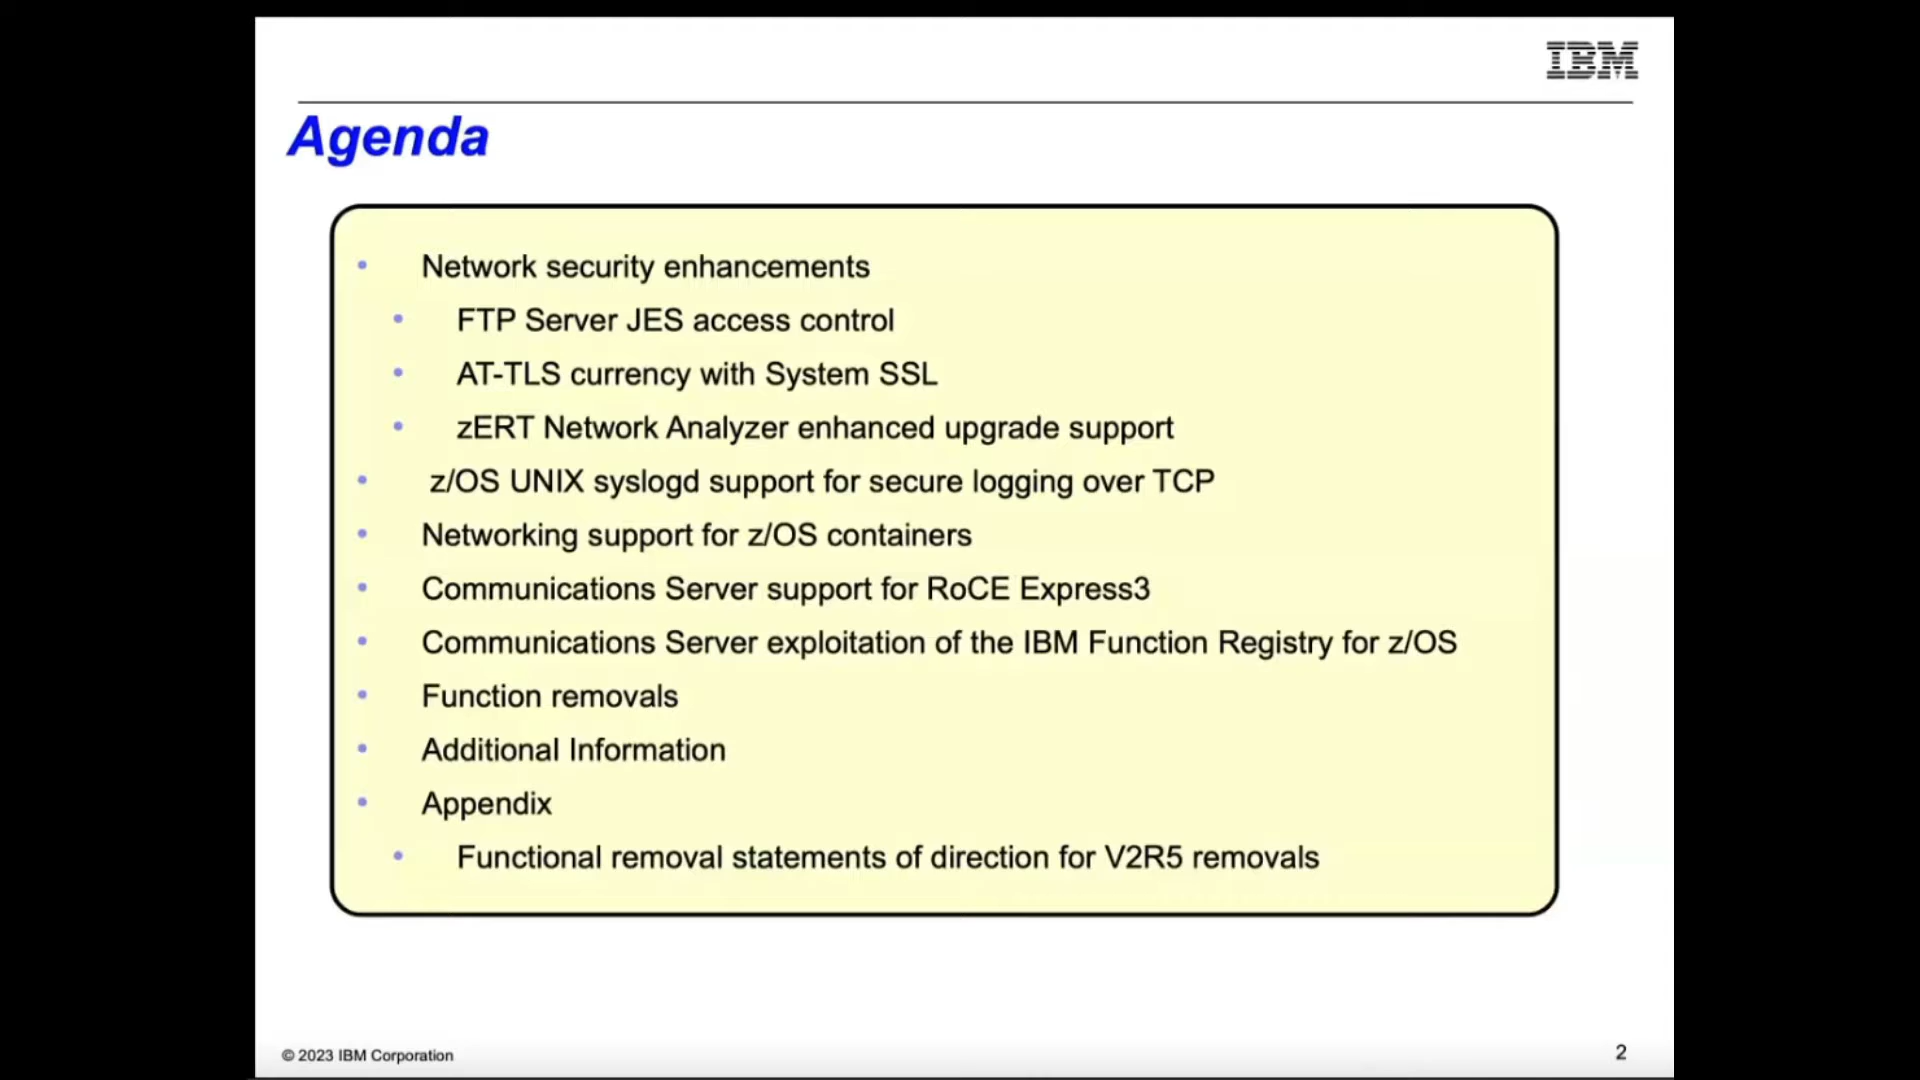 IBM
Agenda
• Network security enhancements
• FTP Server JES access control
• AT-TLS currency with System SSL
• zERT Network Analyzer enhanced upgrade support
• z/OS UNIX syslogd support for secure logging over TCP
• Networking support for z/OS containers
• Communications Server support for RoCE Express3
• Communications Server exploitation of the IBM Function Registry for z/OS
• Function removals
• Additional Information
• Appendix
• Functional removal statements of direction for V2R5 removals
© 2023 IBM Corporation
2